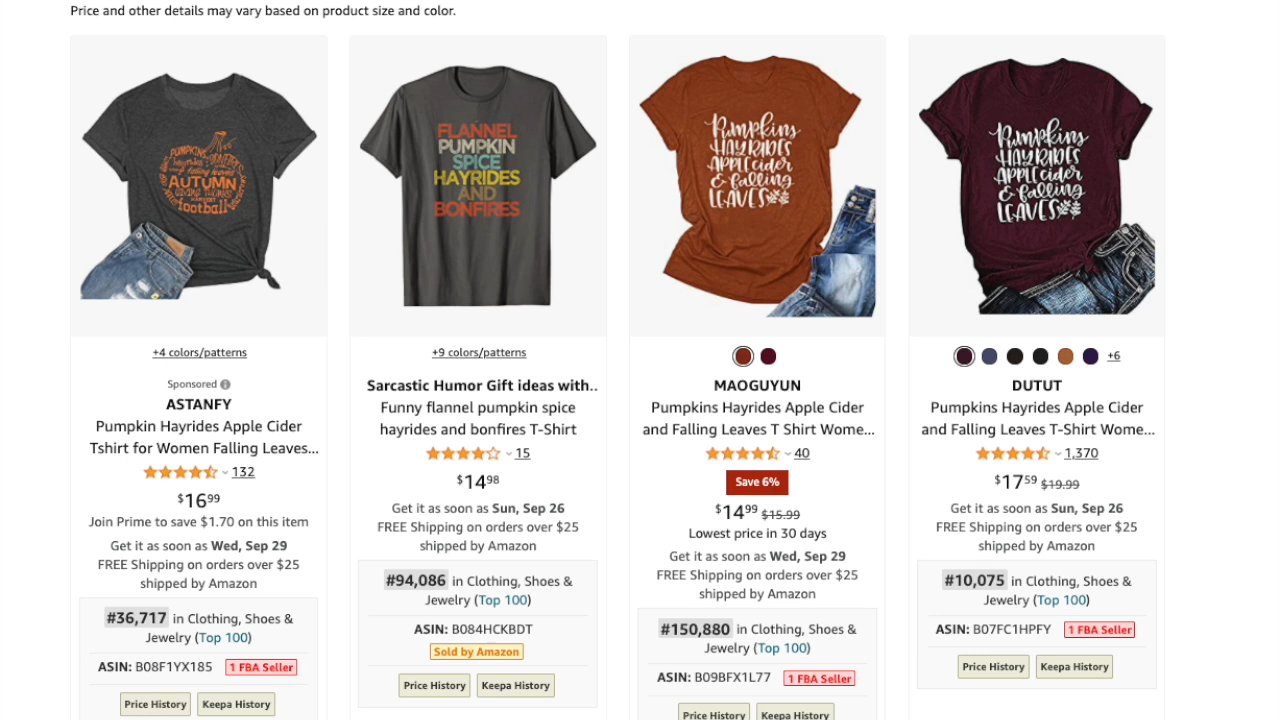 Price and other details may vary based on product size and color.
PUMPKINS
BONFIRES
hayrides
falling leaves
AUTUMN
GIVING THANKS
HARVEST
football
+4 colors/patterns
Sponsored
ASTANFY
Pumpkin Hayrides Apple Cider
Tshirt for Women Falling Leaves...
132
$16 99
Join Prime to save $1.70 on this item
Get it as soon as Wed, Sep 29
FREE Shipping on orders over $25
shipped by Amazon
#36,717 in Clothing, Shoes &
Jewelry (Top 100)
ASIN: B08F1YX185 1 FBA Seller
Price History Keepa History
FLANNEL
PUMPKIN
SPICE
HAYRIDES
AND
BONFIRES
+9 colors/patterns
Sarcastic Humor Gift ideas with..
Funny flannel pumpkin spice
hayrides and bonfires T-Shirt
15
$14 98
Get it as soon as Sun, Sep 26
FREE Shipping on orders over $25
shipped by Amazon
#94,086 in Clothing, Shoes &
Jewelry (Top 100)
ASIN: B084HCKBDT
Sold by Amazon
Price History Keepa History
Pumpkins
HAYRIDES
APPLE cider
& falling
LEAVES
MAOGUYUN
Pumpkins Hayrides Apple Cider
and Falling Leaves T Shirt Wome...
40
Save 6%
$14 99 $15.99
Lowest price in 30 days
Get it as soon as Wed, Sep 29
FREE Shipping on orders over $25
shipped by Amazon
#150,880 in Clothing, Shoes &
Jewelry (Top 100)
ASIN: B09BFX1L77 1 FBA Seller
Price History Keepa History
Pumpkins
HAYRIDES
APPLE cider
& falling
LEAVES
+6
DUTUT
Pumpkins Hayrides Apple Cider
and Falling Leaves T-Shirt Wome...
1,370
$17 59 $19.99
Get it as soon as Sun, Sep 26
FREE Shipping on orders over $25
shipped by Amazon
#10,075 in Clothing, Shoes &
Jewelry (Top 100)
ASIN: B07FC1HPFY 1 FBA Seller
Price History Keepa History